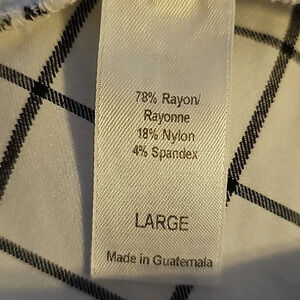 78% Rayon/
Rayonne
18% Nylon
4% Spandex
LARGE
Made in Guatemala